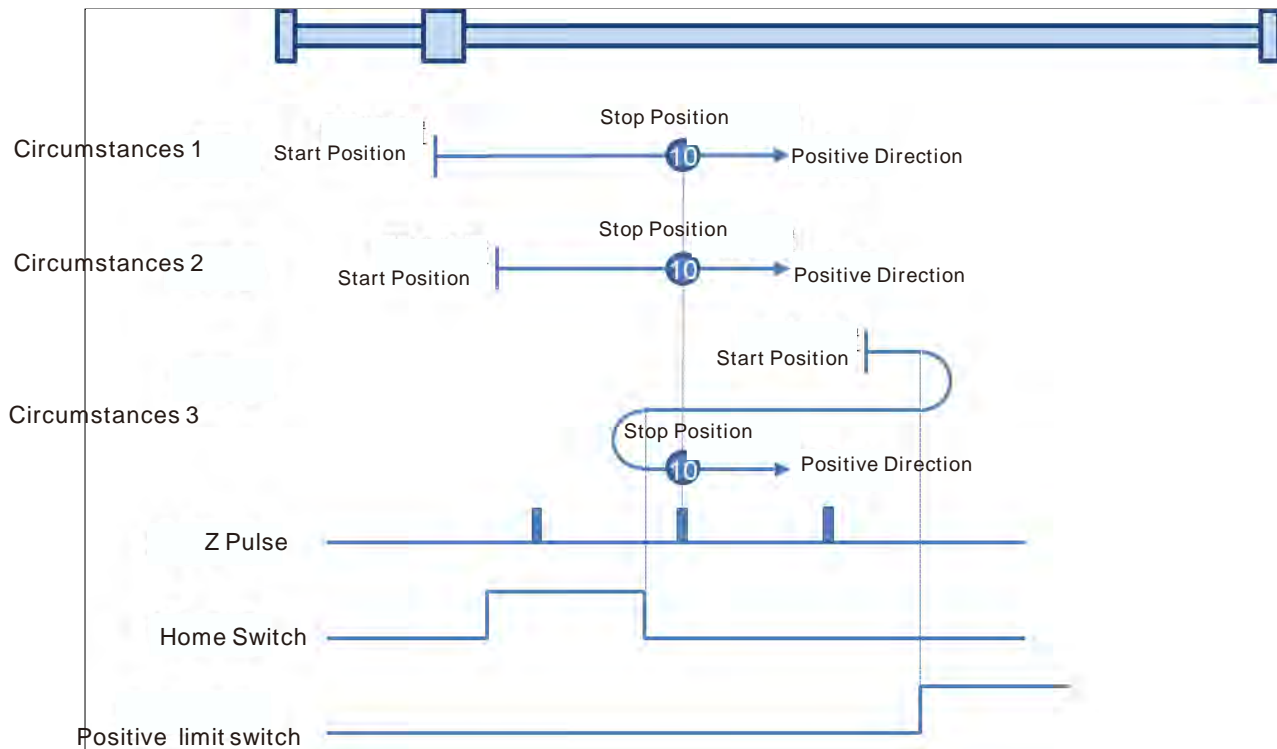 Stop Position
Circumstances 1
Start Position
10
Positive Direction
Stop Position
Circumstances 2
Start Position
10
Positive Direction
Start Position
Circumstances 3
Stop Position
10
Positive Direction
Z Pulse
Home Switch
Positive limit switch